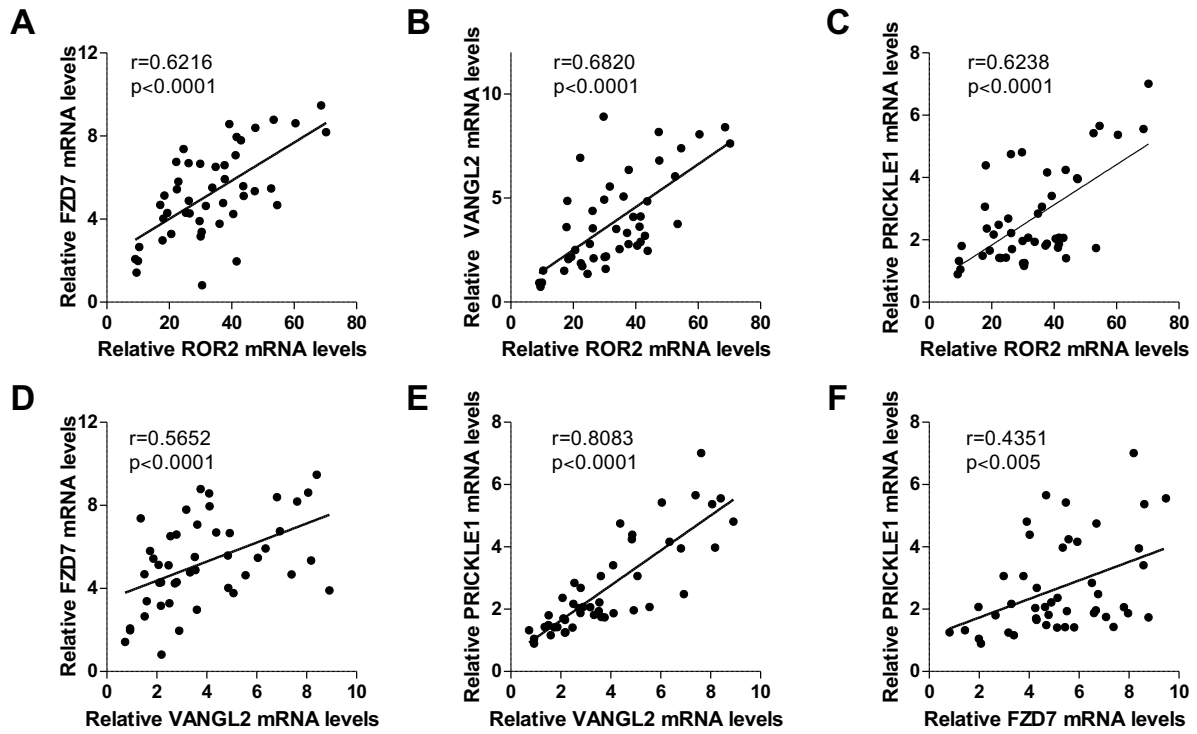 A
r=0.6216
p<0.0001
Relative FZD7 mRNA levels
12
8
4
0
0 20 40 60 80
Relative ROR2 mRNA levels
B
r=0.6820
p<0.0001
Relative VANGL2 mRNA levels
10
5
0
0 20 40 60 80
Relative ROR2 mRNA levels
C
r=0.6238
p<0.0001
Relative PRICKLE1 mRNA levels
8
6
4
2
0
0 20 40 60 80
Relative ROR2 mRNA levels
D
r=0.5652
p<0.0001
Relative FZD7 mRNA levels
12
8
4
0
0 2 4 6 8 10
Relative VANGL2 mRNA levels
E
r=0.8083
p<0.0001
Relative PRICKLE1 mRNA levels
8
6
4
2
0
0 2 4 6 8 10
Relative VANGL2 mRNA levels
F
r=0.4351
p<0.005
Relative PRICKLE1 mRNA levels
8
6
4
2
0
0 2 4 6 8 10
Relative FZD7 mRNA levels